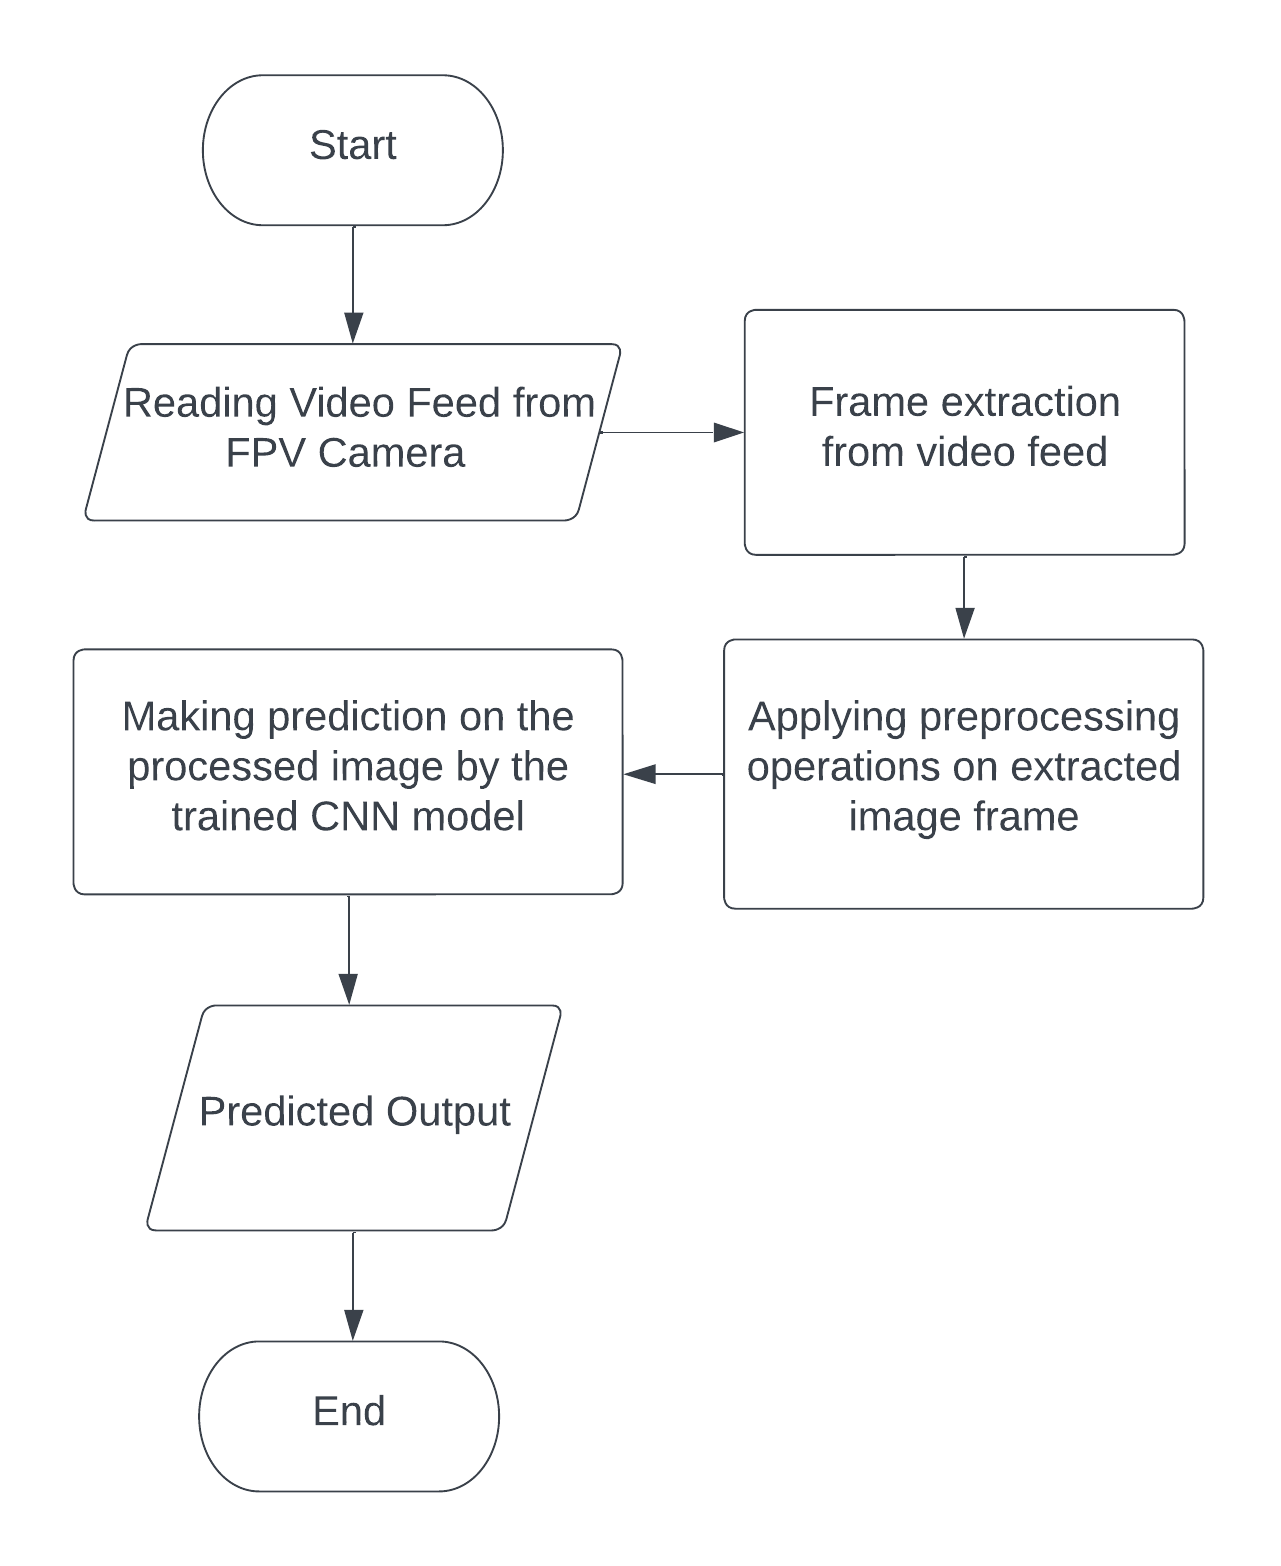 Start
Reading Video Feed from
FPV Camera
Frame extraction
from video feed
Applying preprocessing
operations on extracted
image frame
Making prediction on the
processed image by the
trained CNN model
Predicted Output
End